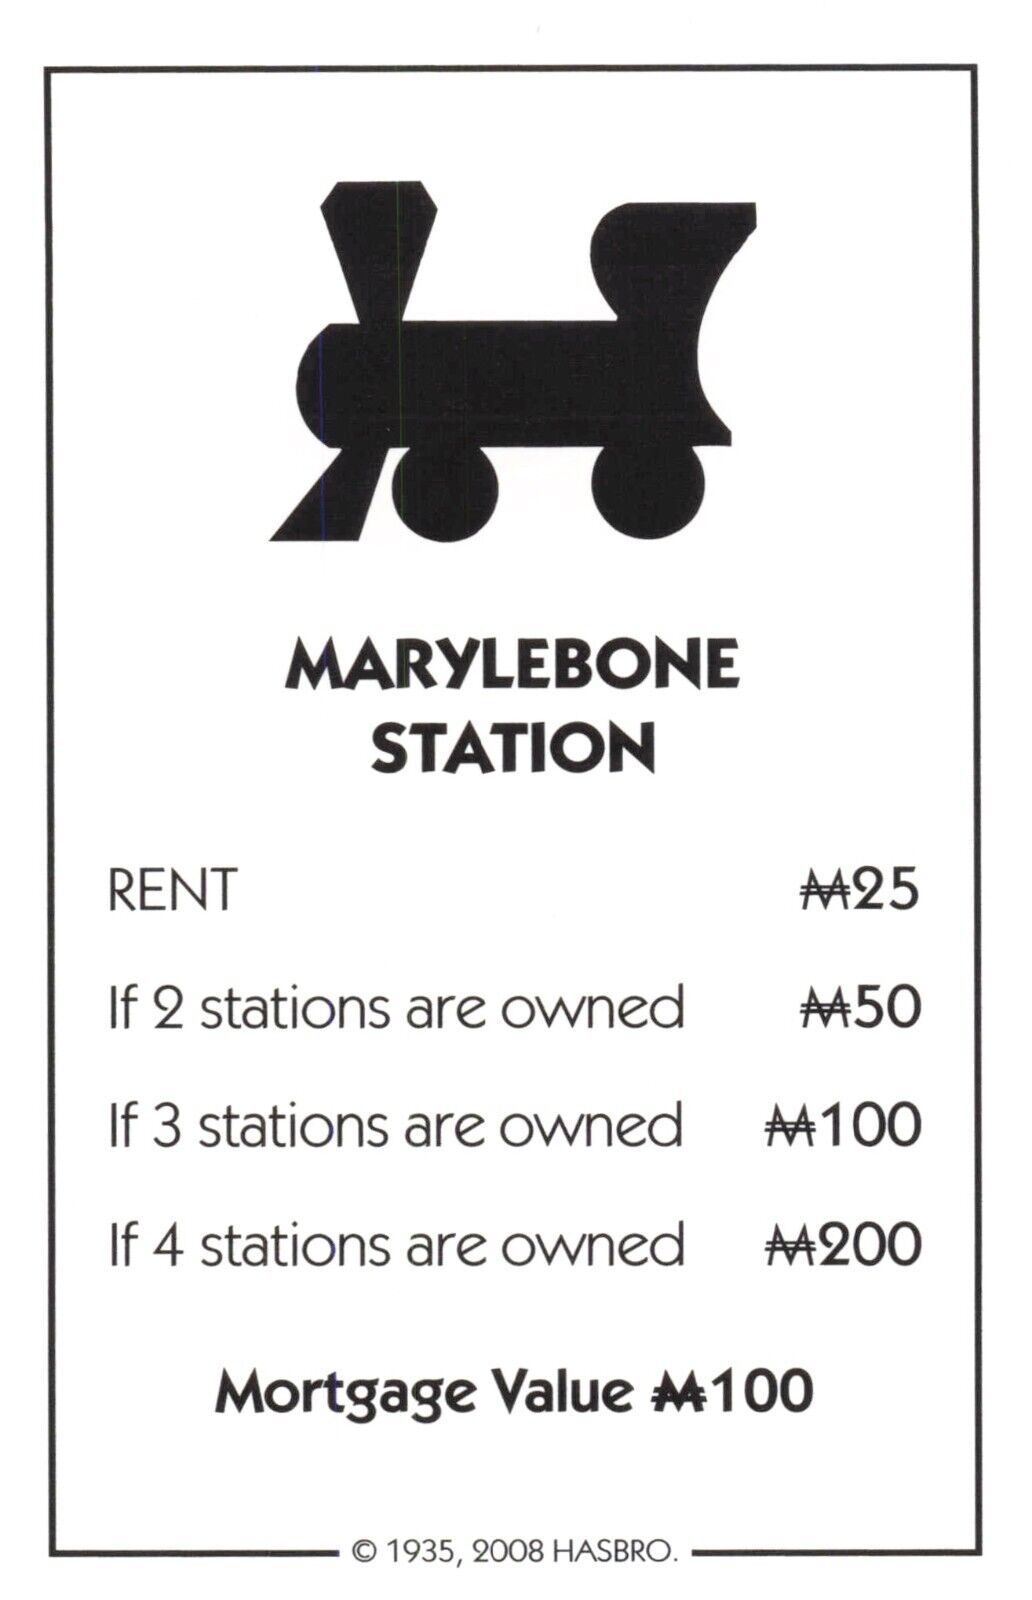 MARYLEBONE
STATION
RENT ₩25
If 2 stations are owned ₩50
If 3 stations are owned ₩100
If 4 stations are owned ₩200
Mortgage Value ₩100
© 1935, 2008 HASBRO.